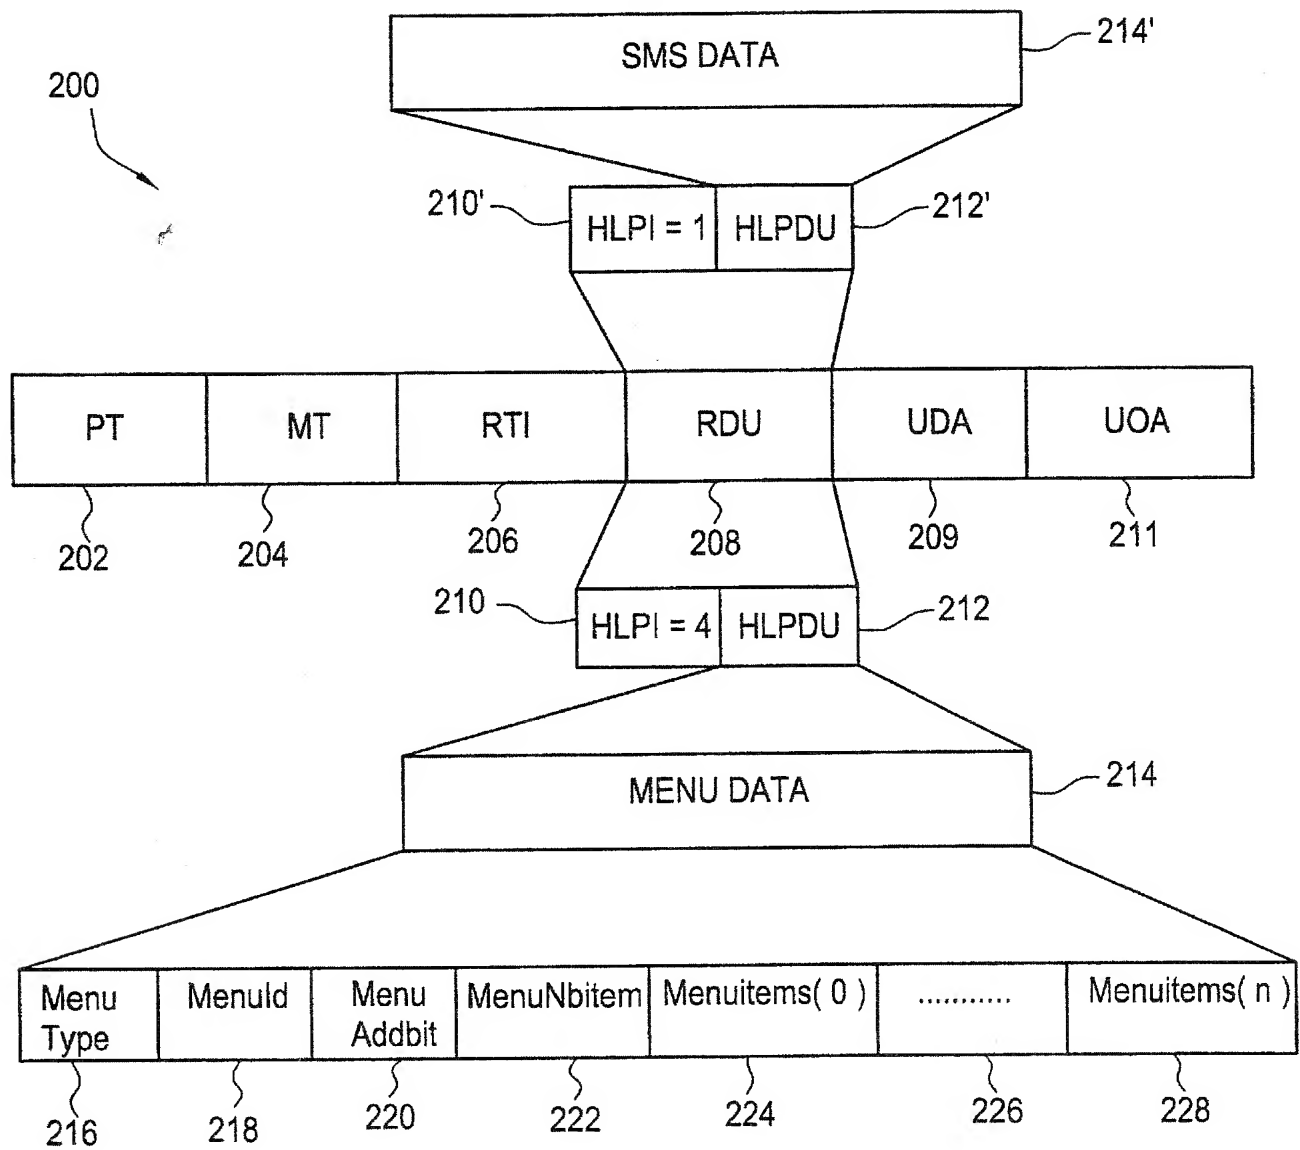 SMS DATA
214'
200
210'
HLPI = 1
HLPDU
212'
PT
MT
RTI
RDU
UDA
UOA
202
204
206
208
209
211
210
HLPI = 4
HLPDU
212
MENU DATA
214
Menu
Type
MenuId
Menu
Addbit
MenuNbitem
Menuitems( 0 )
...........
Menuitems( n )
216
218
220
222
224
226
228